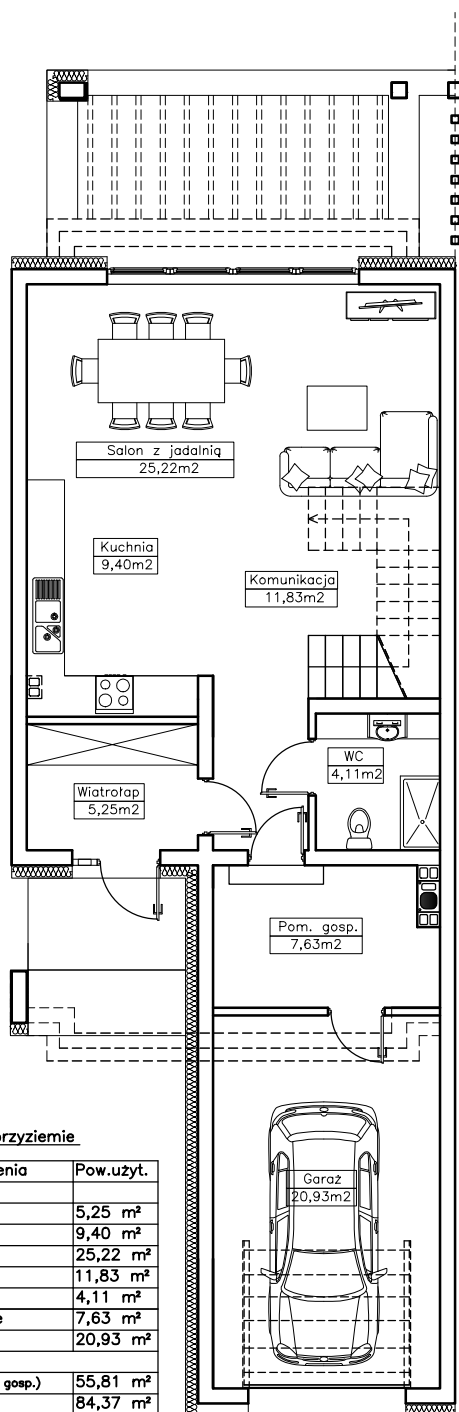 Salon z jadalnią
25,22m2
Kuchnia
9,40m2
Komunikacja
11,83m2
WC
4,11m2
Wiatrołap
5,25m2
Pom. gosp.
7,63m2
Garaż
20,93m2
przyziemie
enia Pow.użyt.
5,25 m²
9,40 m²
25,22 m²
11,83 m²
4,11 m²
e 7,63 m²
20,93 m²
gosp.) 55,81 m²
84,37 m²